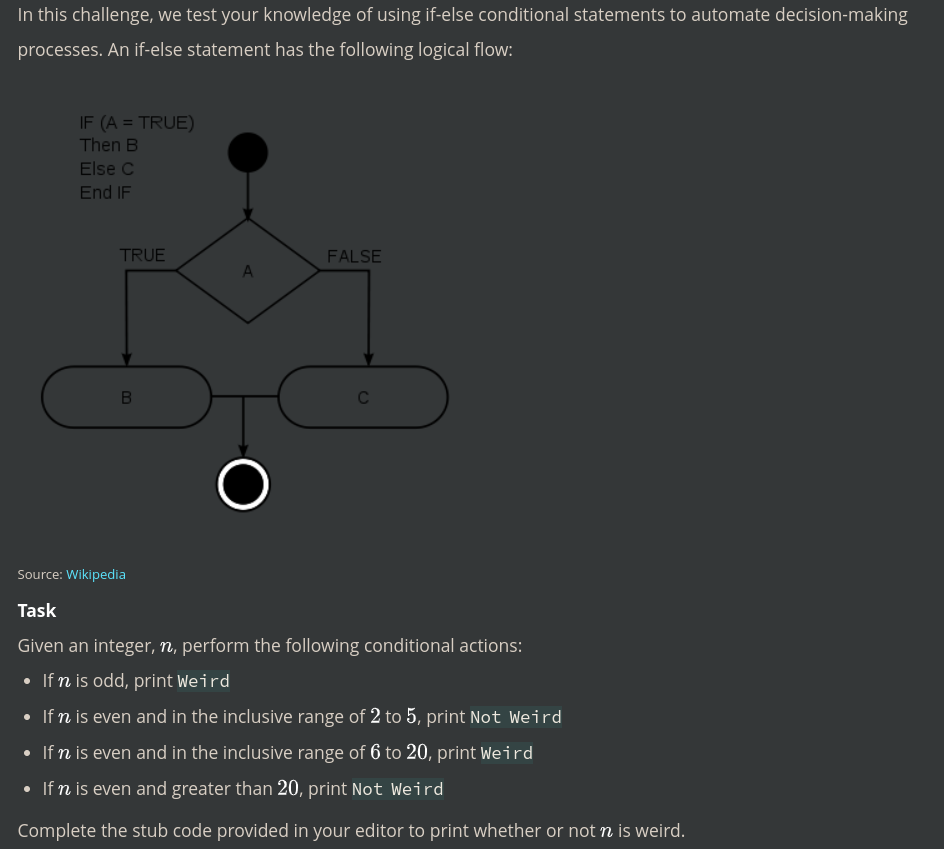 In this challenge, we test your knowledge of using if-else conditional statements to automate decision-making
processes. An if-else statement has the following logical flow:
IF (A = TRUE)
Then B
Else C
End IF
TRUE
FALSE
A
B
C
Source: Wikipedia
Task
Given an integer, n, perform the following conditional actions:
• If n is odd, print Weird
• If n is even and in the inclusive range of 2 to 5, print Not Weird
• If n is even and in the inclusive range of 6 to 20, print Weird
• If n is even and greater than 20, print Not Weird
Complete the stub code provided in your editor to print whether or not n is weird.